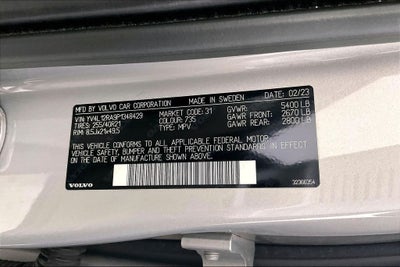 MFD BY VOLVO CAR CORPORATION MADE IN SWEDEN DATE: 02/23
VIN: YV4L12RA9P1348429 MARKET CODE: 31 GVWR: 5400 LB
TIRES: 255/40R21 COLOUR: 735 GAWR FRONT: 2670 LB
RIM: 8.5Jx21x49.5 TYPE: MPV GAWR REAR: 2800 LB
THIS VEHICLE CONFORMS TO ALL APPLICABLE FEDERAL MOTOR
VEHICLE SAFETY, BUMPER AND THEFT PREVENTION STANDARDS IN EFFECT
ON THE DATE OF MANUFACTURE SHOWN ABOVE.
VOLVO